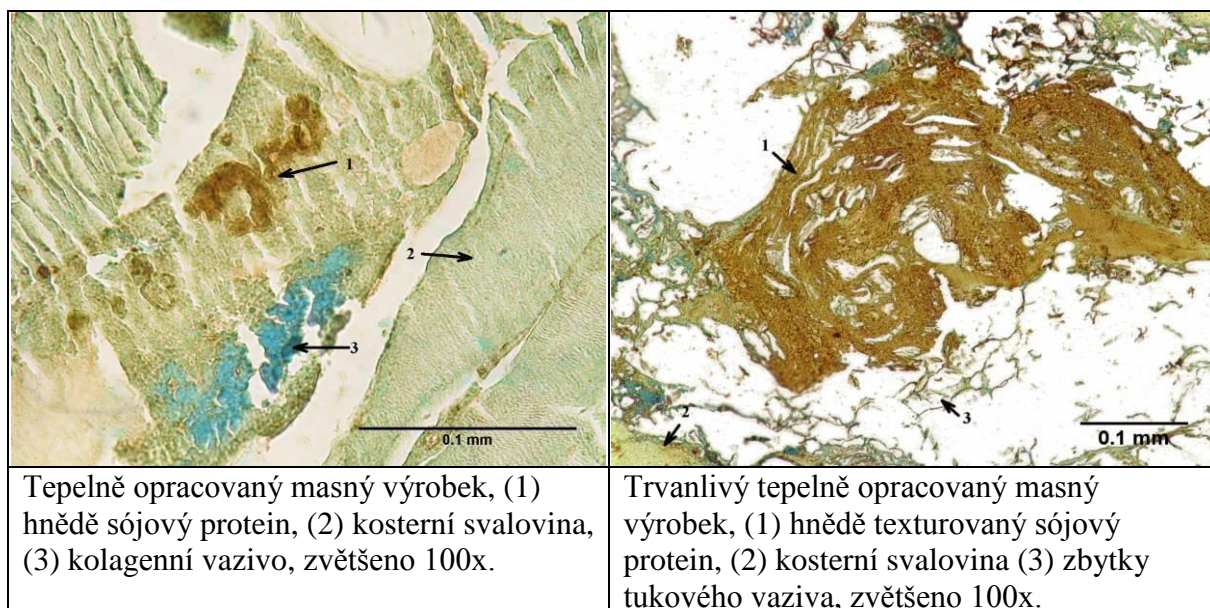 1
2
3
0.1 mm
1
2
3
0.1 mm
Tepelně opracovaný masný výrobek, (1)
hnědě sójový protein, (2) kosterní svalovina,
(3) kolagenní vazivo, zvětšeno 100x.
Trvanlivý tepelně opracovaný masný
výrobek, (1) hnědě texturovaný sójový
protein, (2) kosterní svalovina (3) zbytky
tukového vaziva, zvětšeno 100x.